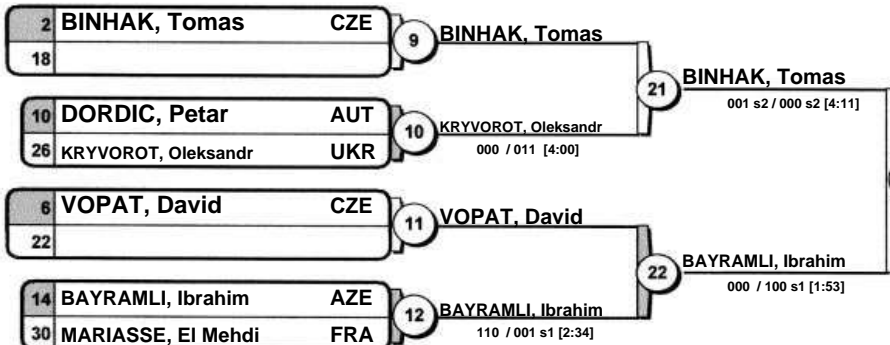 2 BINHAK, Tomas CZE
18
9
BINHAK, Tomas
10 DORDIC, Petar AUT
26 KRYVOROT, Oleksandr UKR
10
KRYVOROT, Oleksandr
000 / 011 [4:00]
21
BINHAK, Tomas
001 s2 / 000 s2 [4:11]
6 VOPAT, David CZE
22
11
VOPAT, David
14 BAYRAMLI, Ibrahim AZE
30 MARIASSE, El Mehdi FRA
12
BAYRAMLI, Ibrahim
110 / 001 s1 [2:34]
22
BAYRAMLI, Ibrahim
000 / 100 s1 [1:53]